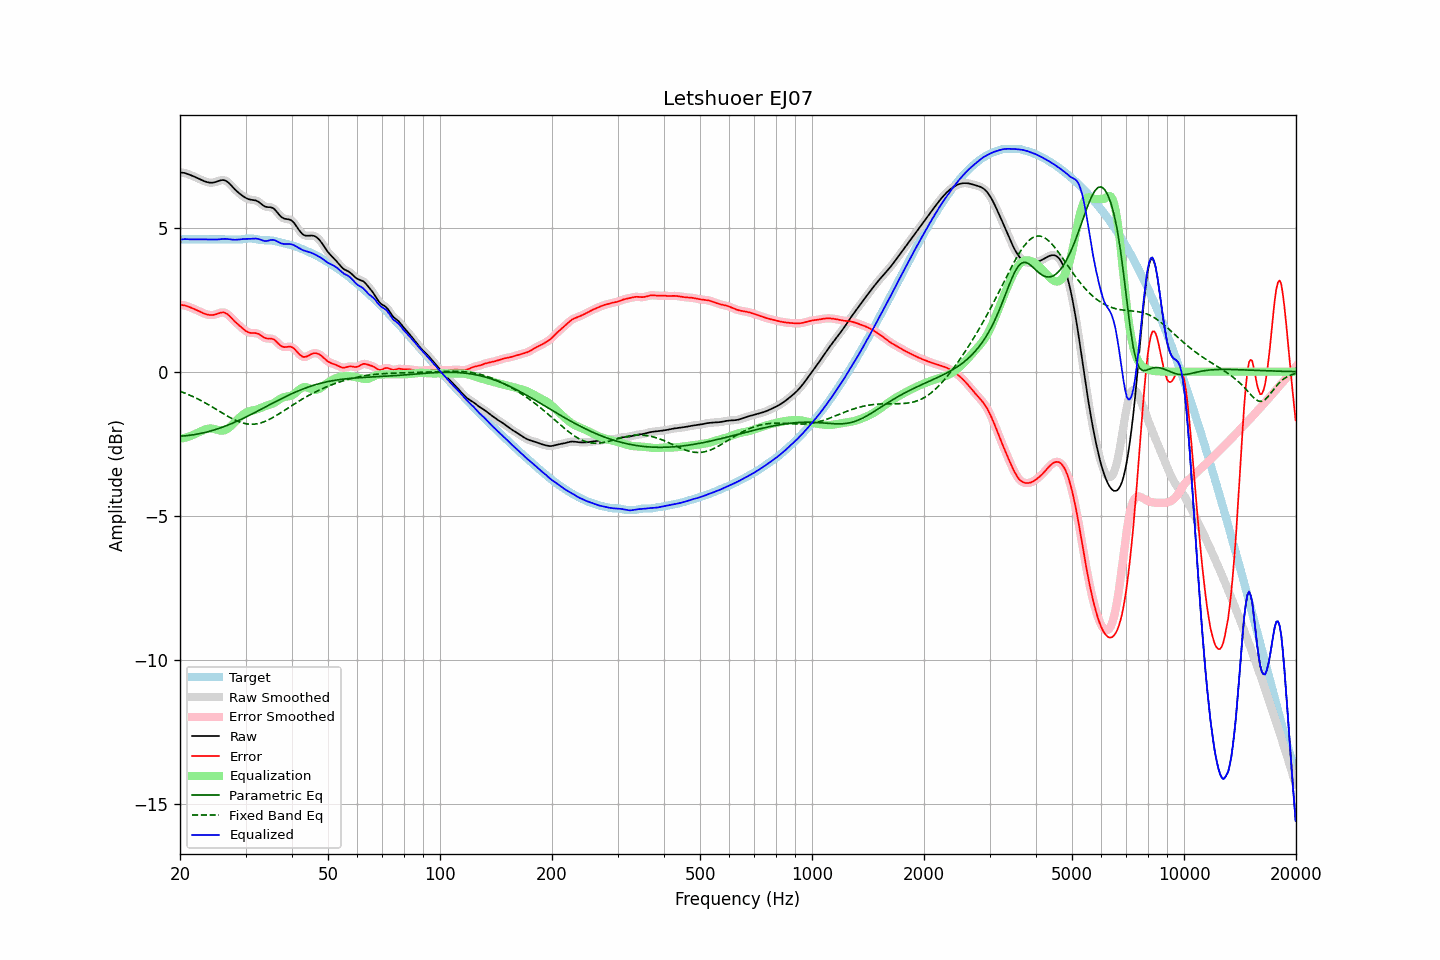 Letshuoer EJ07
Amplitude (dBr)
5
0
−5
−10
−15
Target
Raw Smoothed
Error Smoothed
Raw
Error
Equalization
Parametric Eq
Fixed Band Eq
Equalized
20 50 100 200 500 1000 2000 5000 10000 20000
Frequency (Hz)